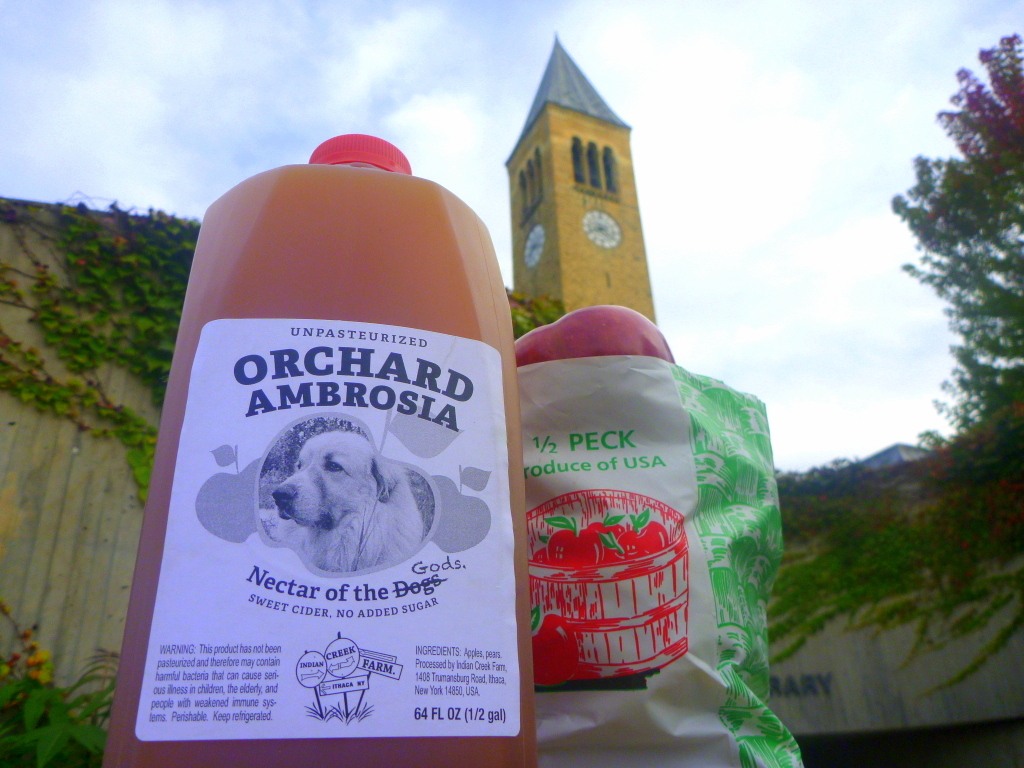 UNPASTEURIZED
ORCHARD
AMBROSIA
Nectar of the Dogs Gods.
SWEET CIDER, NO ADDED SUGAR
WARNING: This product has not been
pasteurized and therefore may contain
harmful bacteria that can cause seri-
ous illness in children, the elderly, and
people with weakened immune sys-
tems. Perishable. Keep refrigerated.
INDIAN
CREEK
FARM.
ITHACA NY
INGREDIENTS: Apples, pears.
Processed by Indian Creek Farm,
1408 Trumansburg Road, Ithaca,
New York 14850, USA.
64 FL OZ (1/2 gal)
1/2 PECK
roduce of USA
RARY